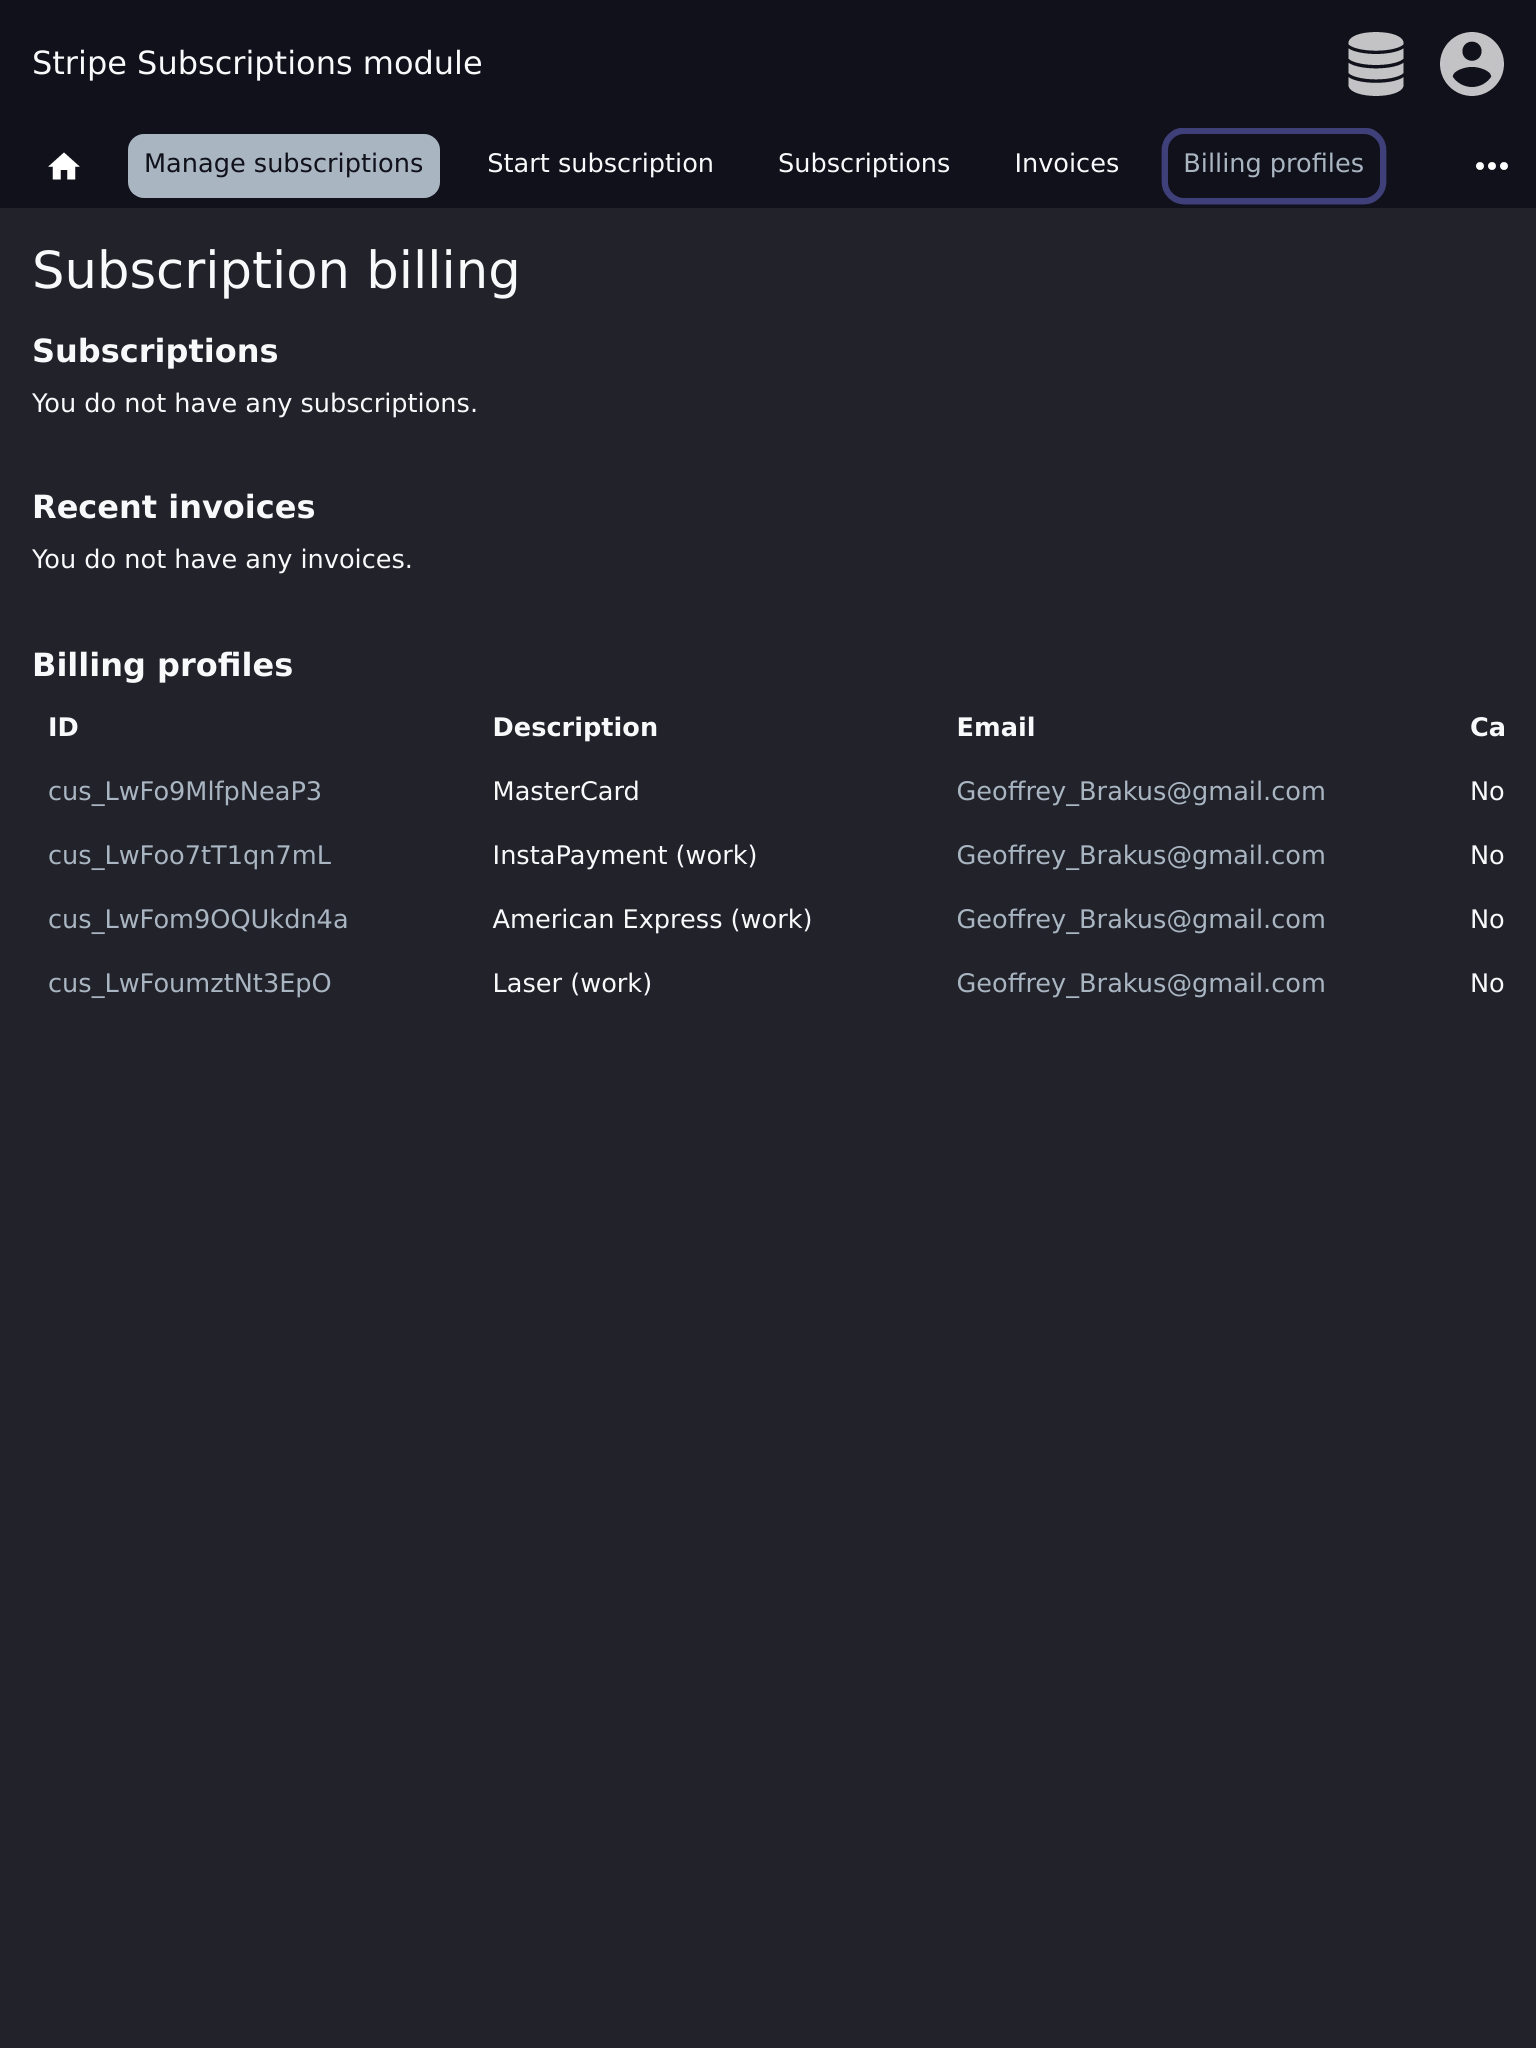 Stripe Subscriptions module
Manage subscriptions Start subscription Subscriptions Invoices Billing profiles
Subscription billing
Subscriptions
You do not have any subscriptions.
Recent invoices
You do not have any invoices.
Billing profiles
ID Description Email Ca
cus_LwFo9MlfpNeaP3 MasterCard Geoffrey_Brakus@gmail.com No
cus_LwFoo7tT1qn7mL InstaPayment (work) Geoffrey_Brakus@gmail.com No
cus_LwFom9OQUkdn4a American Express (work) Geoffrey_Brakus@gmail.com No
cus_LwFoumztNt3EpO Laser (work) Geoffrey_Brakus@gmail.com No